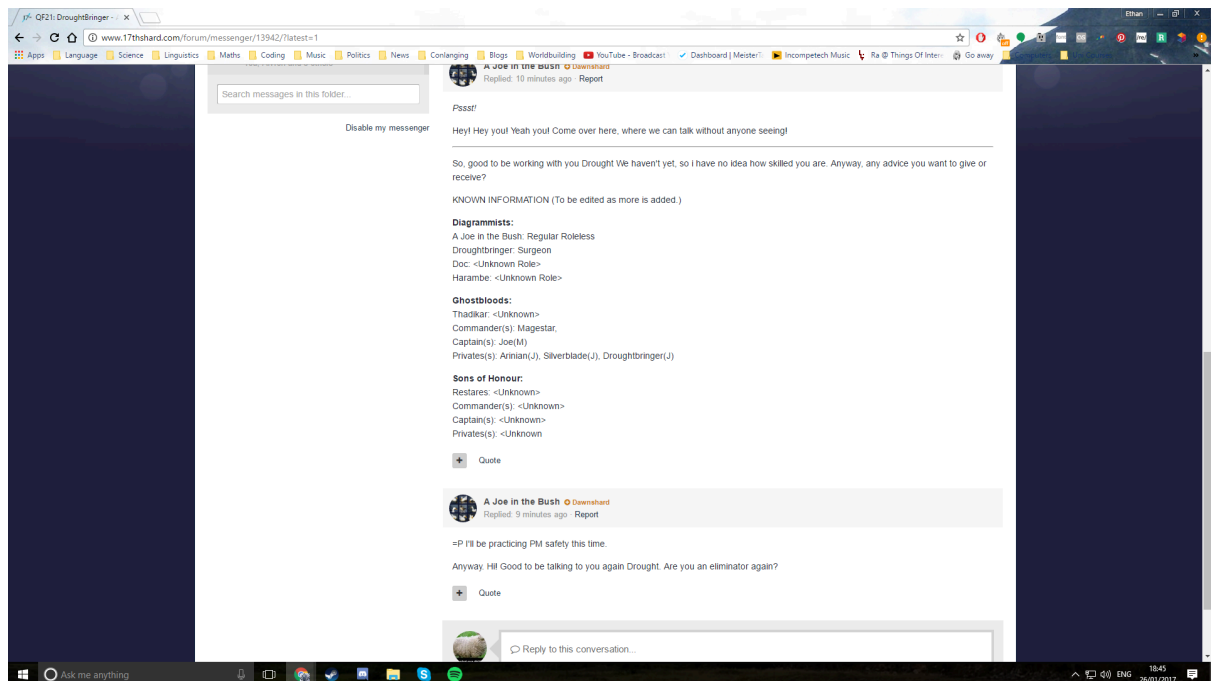 QF21: DroughtBringer -
Ethan
www.17thshard.com/forum/messenger/13942/?latest=1
Apps Language Science Linguistics Maths Coding Music Politics News Conlanging Blogs Worldbuilding YouTube - Broadcast Dashboard | MeisterT Incompetech Music Ra @ Things Of Inter Go away
A Joe in the Bush Dawnshard
Replied: 10 minutes ago · Report
Search messages in this folder...
Disable my messenger
Pssst!
Hey! Hey you! Yeah you! Come over here, where we can talk without anyone seeing!
So, good to be working with you Drought We haven't yet, so i have no idea how skilled you are. Anyway, any advice you want to give or
receive?
KNOWN INFORMATION (To be edited as more is added.)
Diagrammists:
A Joe in the Bush: Regular Roleless
Droughtbringer: Surgeon
Doc: <Unknown Role>
Harambe: <Unknown Role>
Ghostbloods:
Thadikar: <Unknown>
Commander(s): Magestar,
Captain(s): Joe(M)
Privates(s): Arinian(J), Silverblade(J), Droughtbringer(J)
Sons of Honour:
Restares: <Unknown>
Commander(s): <Unknown>
Captain(s): <Unknown>
Privates(s): <Unknown
+ Quote
A Joe in the Bush Dawnshard
Replied: 9 minutes ago · Report
=P I'll be practicing PM safety this time.
Anyway. Hi! Good to be talking to you again Drought. Are you an eliminator again?
+ Quote
Reply to this conversation...
Ask me anything
ENG
18:45
26/01/2017